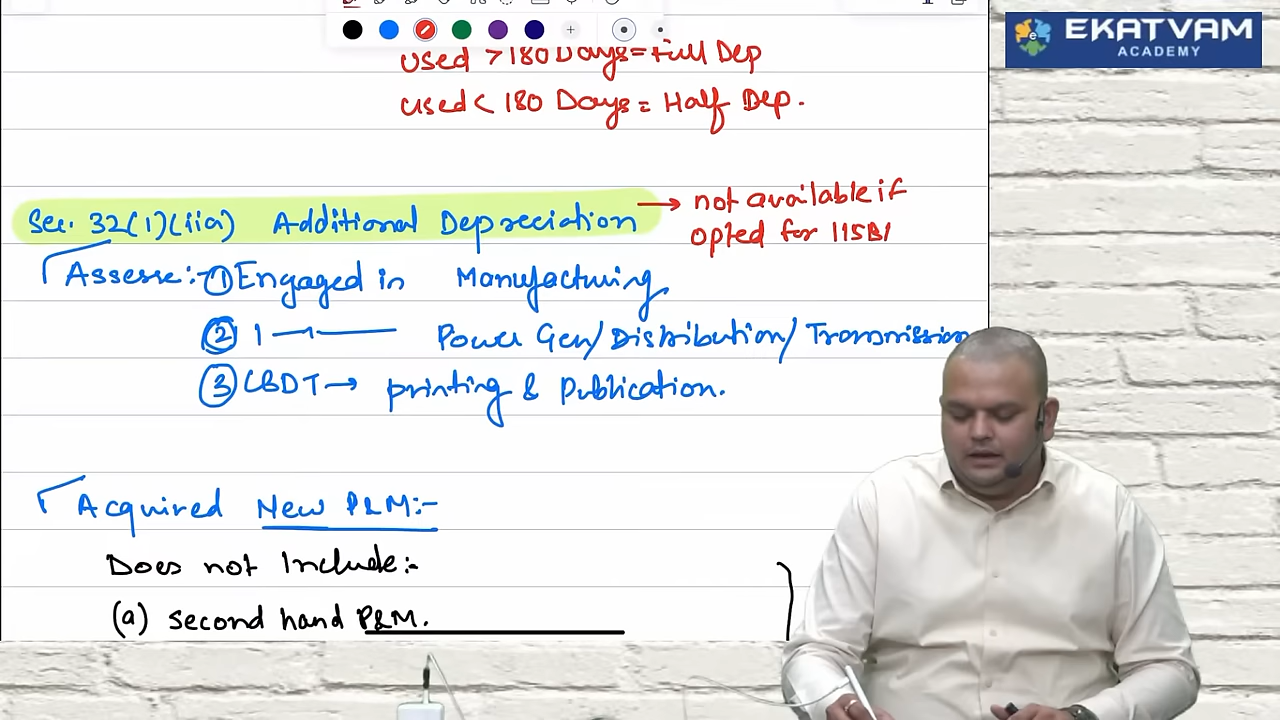 EKATVAM
ACADEMY
used >180 Days = Full Dep
used < 180 Days = Half Dep.
Sec. 32(1)(iia) Additional Depreciation → not available if
opted for 115B
Assesse:- ① Engaged in Manufacturing
② Power Gen/Distribution/Transmission
③ CBDT → printing & Publication.
Acquired New P&M:-
Does not Include:-
(a) second hand P&M.